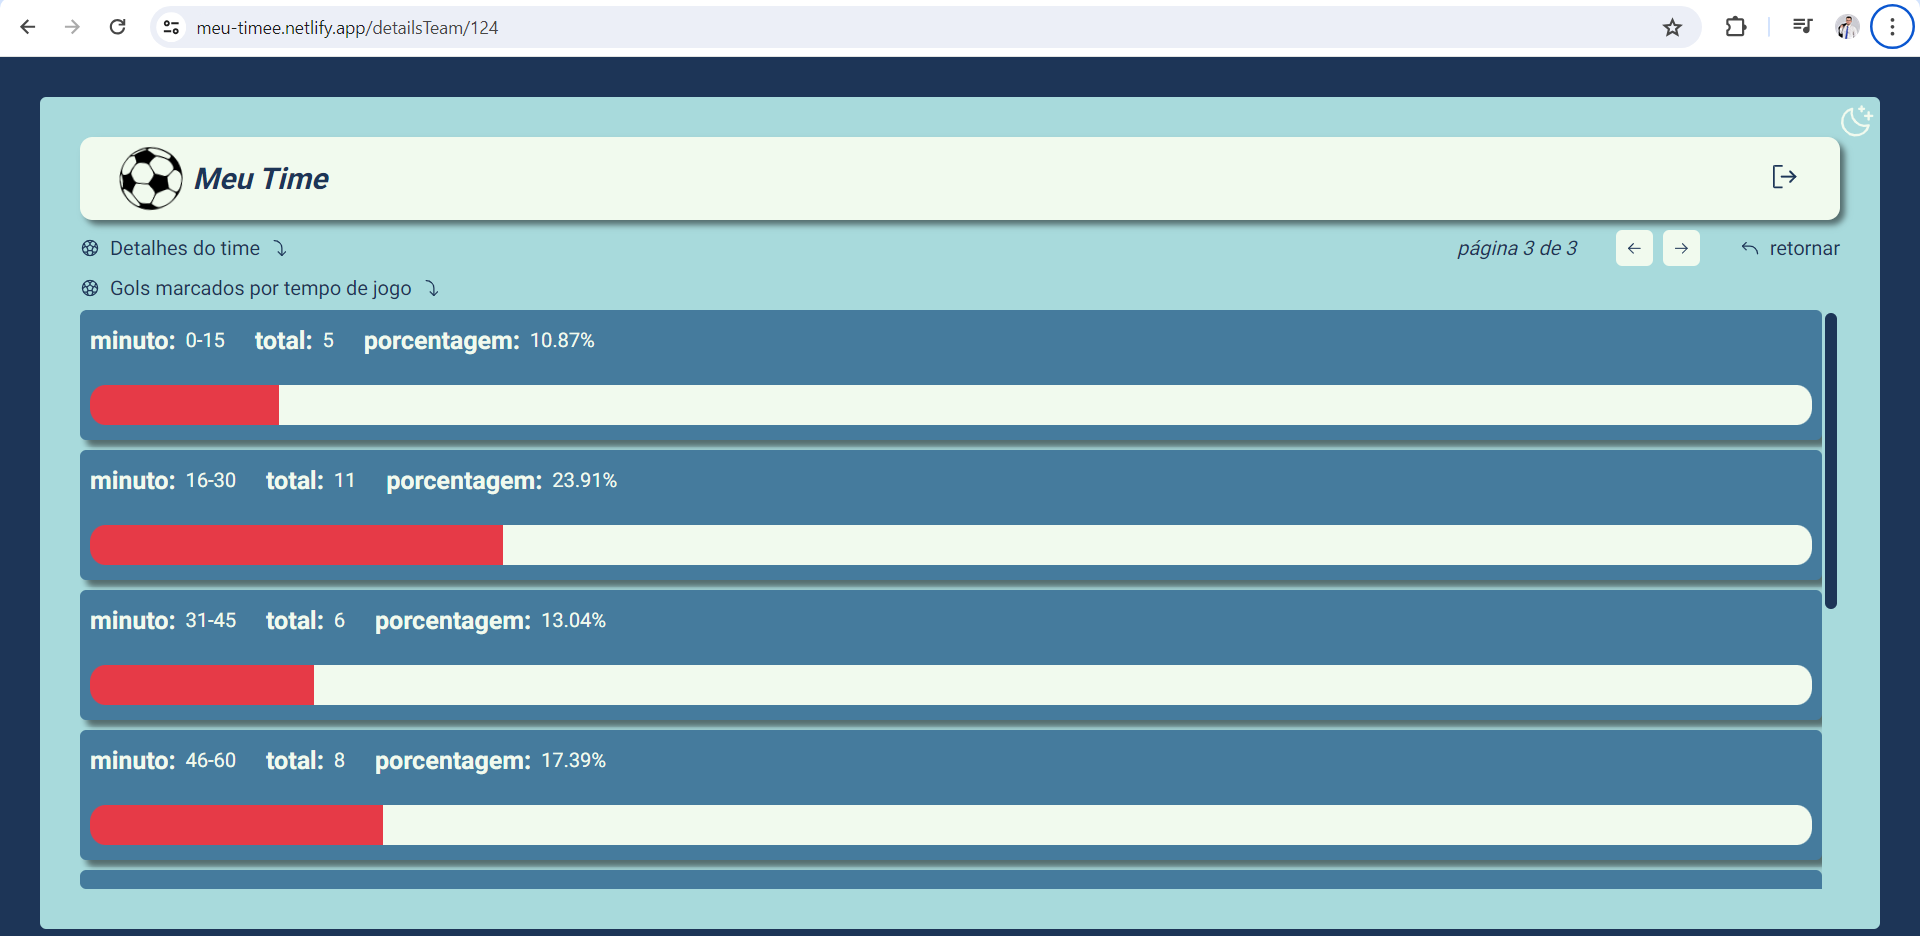 meu-timee.netlify.app/detailsTeam/124
Meu Time
Detalhes do time
página 3 de 3
retornar
Gols marcados por tempo de jogo
minuto: 0-15 total: 5 porcentagem: 10.87%
minuto: 16-30 total: 11 porcentagem: 23.91%
minuto: 31-45 total: 6 porcentagem: 13.04%
minuto: 46-60 total: 8 porcentagem: 17.39%